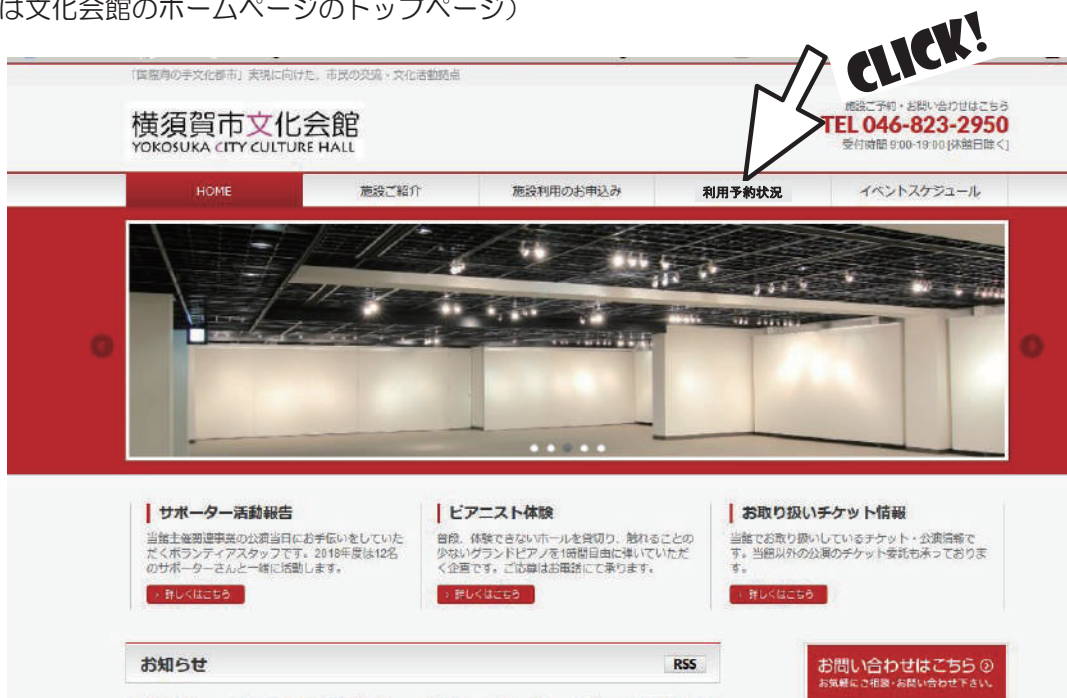 は文化会館のホームページのトップページ）
CLICK!
「国際海の手文化都市」実現に向けた、市民の交流・文化活動拠点
横須賀市文化会館
YOKOSUKA CITY CULTURE HALL
施設ご予約・お問い合わせはこちら
TEL 046-823-2950
受付時間 9:00-19:00 [休館日除く]
HOME
施設ご紹介
施設利用のお申込み
利用予約状況
イベントスケジュール
サポーター活動報告
当館主催関連事業の公演当日にお手伝いをしていた
だくボランティアスタッフです。2018年度は12名
のサポーターさんと一緒に活動します。
› 詳しくはこちら
ピアニスト体験
普段、体験できないホールを貸切り、触れることの
少ないグランドピアノを1時間自由に弾いていただ
く企画です。ご応募はお電話にて承ります。
› 詳しくはこちら
お取り扱いチケット情報
当館でお取り扱いしているチケット・公演情報で
す。当館以外の公演のチケット委託も承っておりま
す。
› 詳しくはこちら
お知らせ
RSS
お問い合わせはこちら
お気軽にご相談・お問い合わせ下さい。